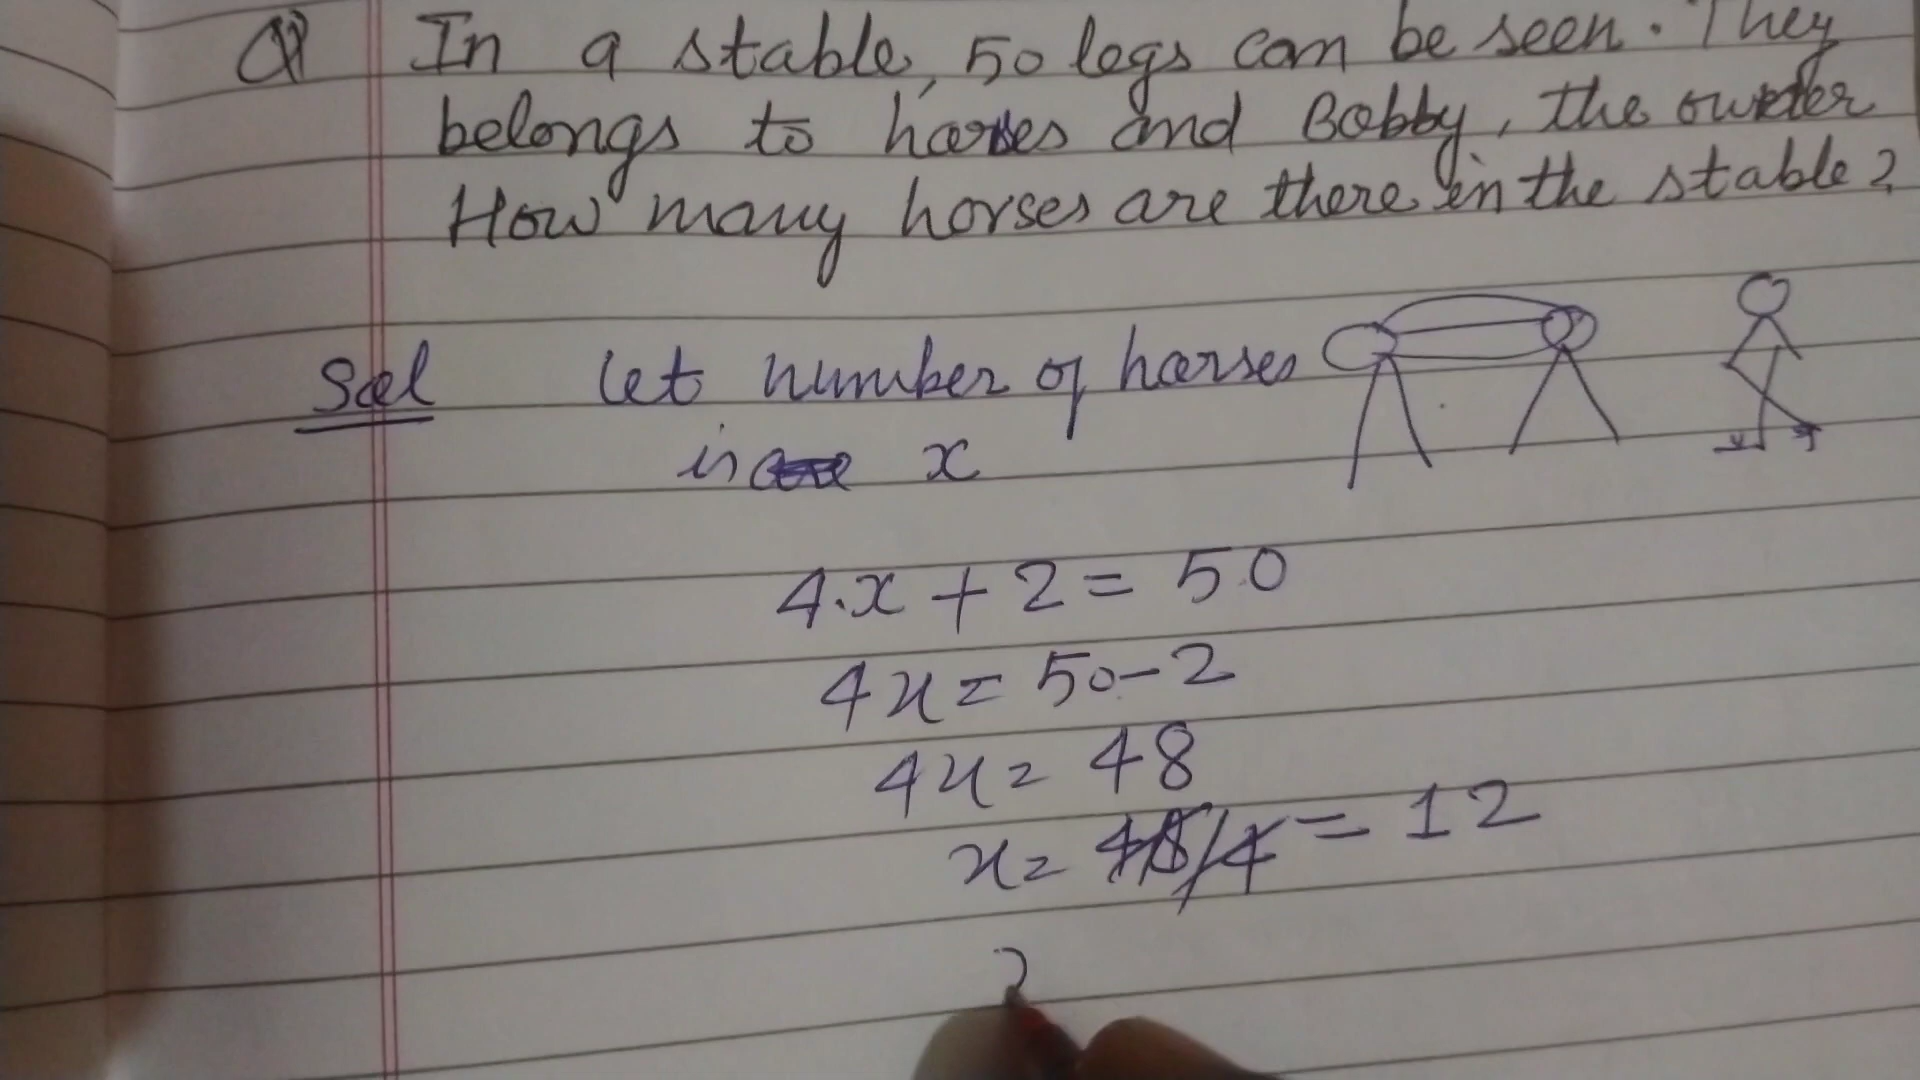 Q In a stable, 50 legs can be seen. They
belongs to horses and Bobby, the owner
How many horses are there in the stable?
Sol let number of horses
is x
4.x + 2 = 50
4x = 50-2
4x = 48
x = 48/4 = 12